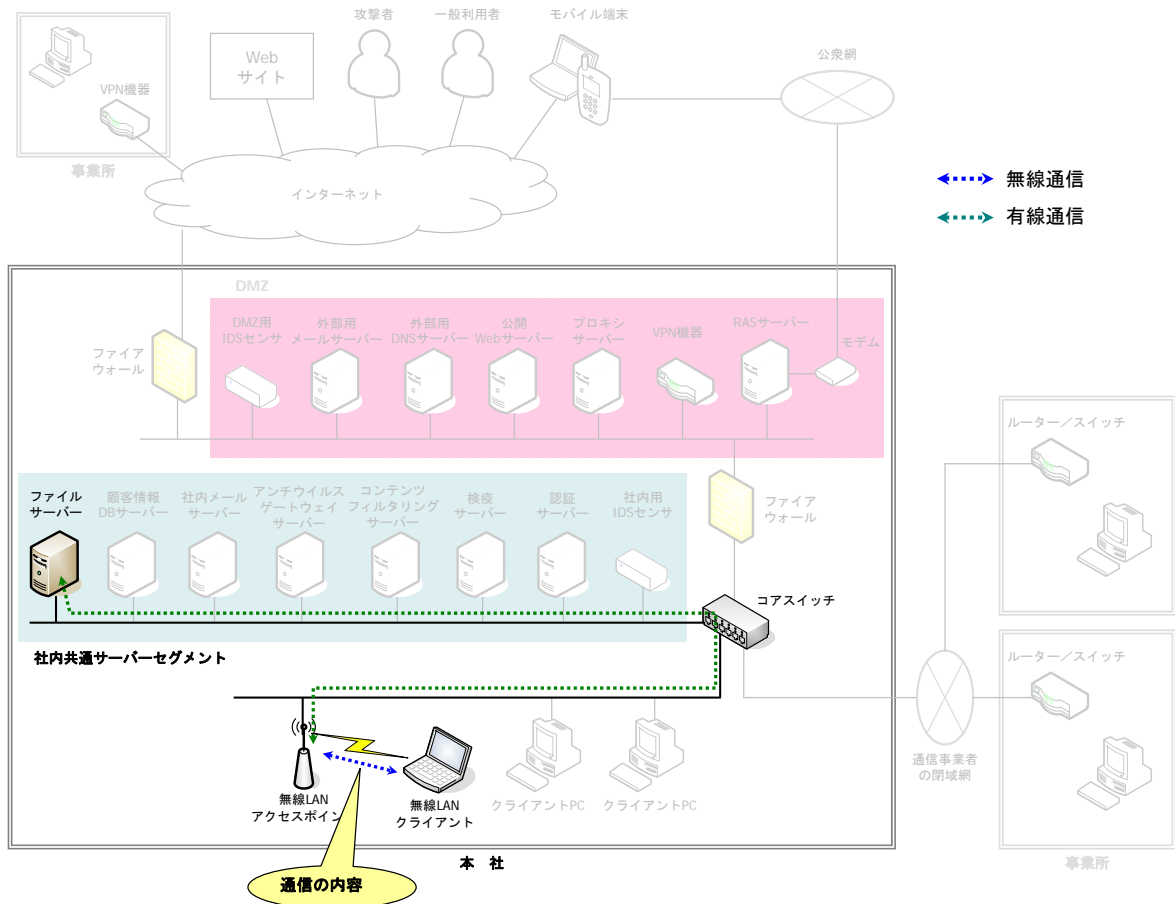 攻撃者
一般利用者
モバイル端末
Web
サイト
公衆網
VPN機器
事業所
インターネット
無線通信
有線通信
DMZ
DMZ用
IDSセンサ
外部用
メールサーバー
外部用
DNSサーバー
公開
Webサーバー
プロキシ
サーバー
VPN機器
RASサーバー
モデム
ファイア
ウォール
ルーター／スイッチ
ファイル
サーバー
顧客情報
DBサーバー
社内メール
サーバー
アンチウイルス
ゲートウェイ
サーバー
コンテンツ
フィルタリング
サーバー
検疫
サーバー
認証
サーバー
社内用
IDSセンサ
ファイア
ウォール
コアスイッチ
社内共通サーバーセグメント
ルーター／スイッチ
通信事業者
の閉域網
無線LAN
アクセスポイン
無線LAN
クライアント
クライアントPC
クライアントPC
本　社
事業所
通信の内容